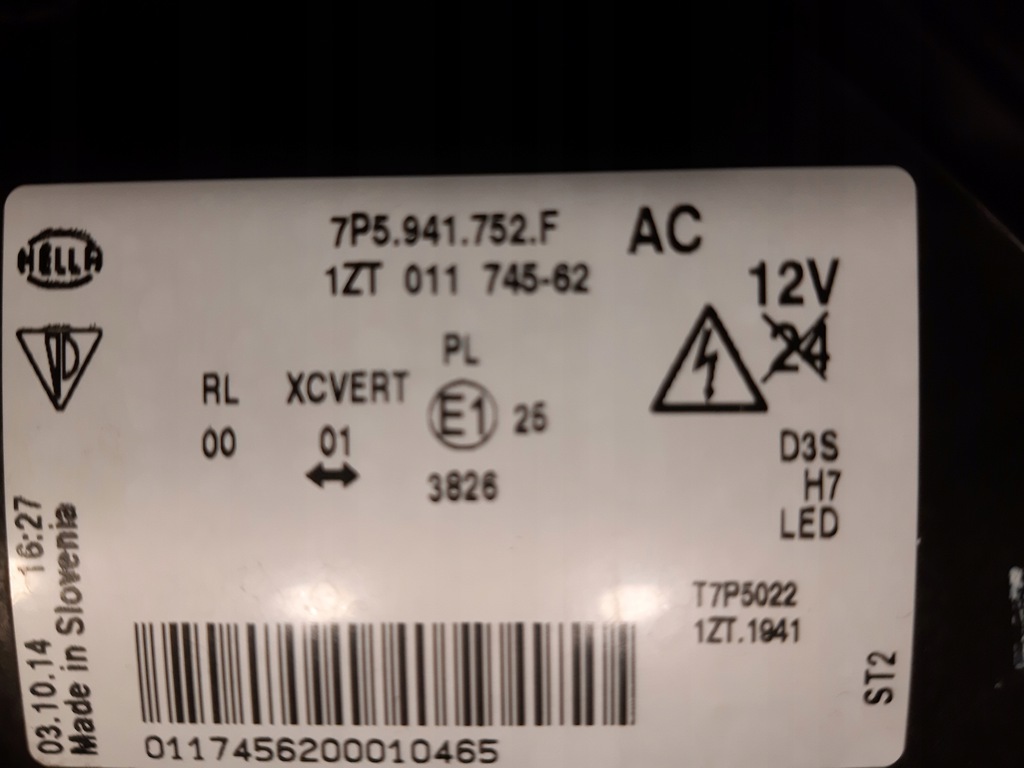 HELLA
7P5.941.752.F
AC
1ZT 011 745-62
12V
24
PL
RL
XCVERT
E1
25
00
01
3826
D3S
H7
LED
03.10.14 16:27
Made in Slovenia
T7P5022
1ZT.1941
ST2
0117456200010465